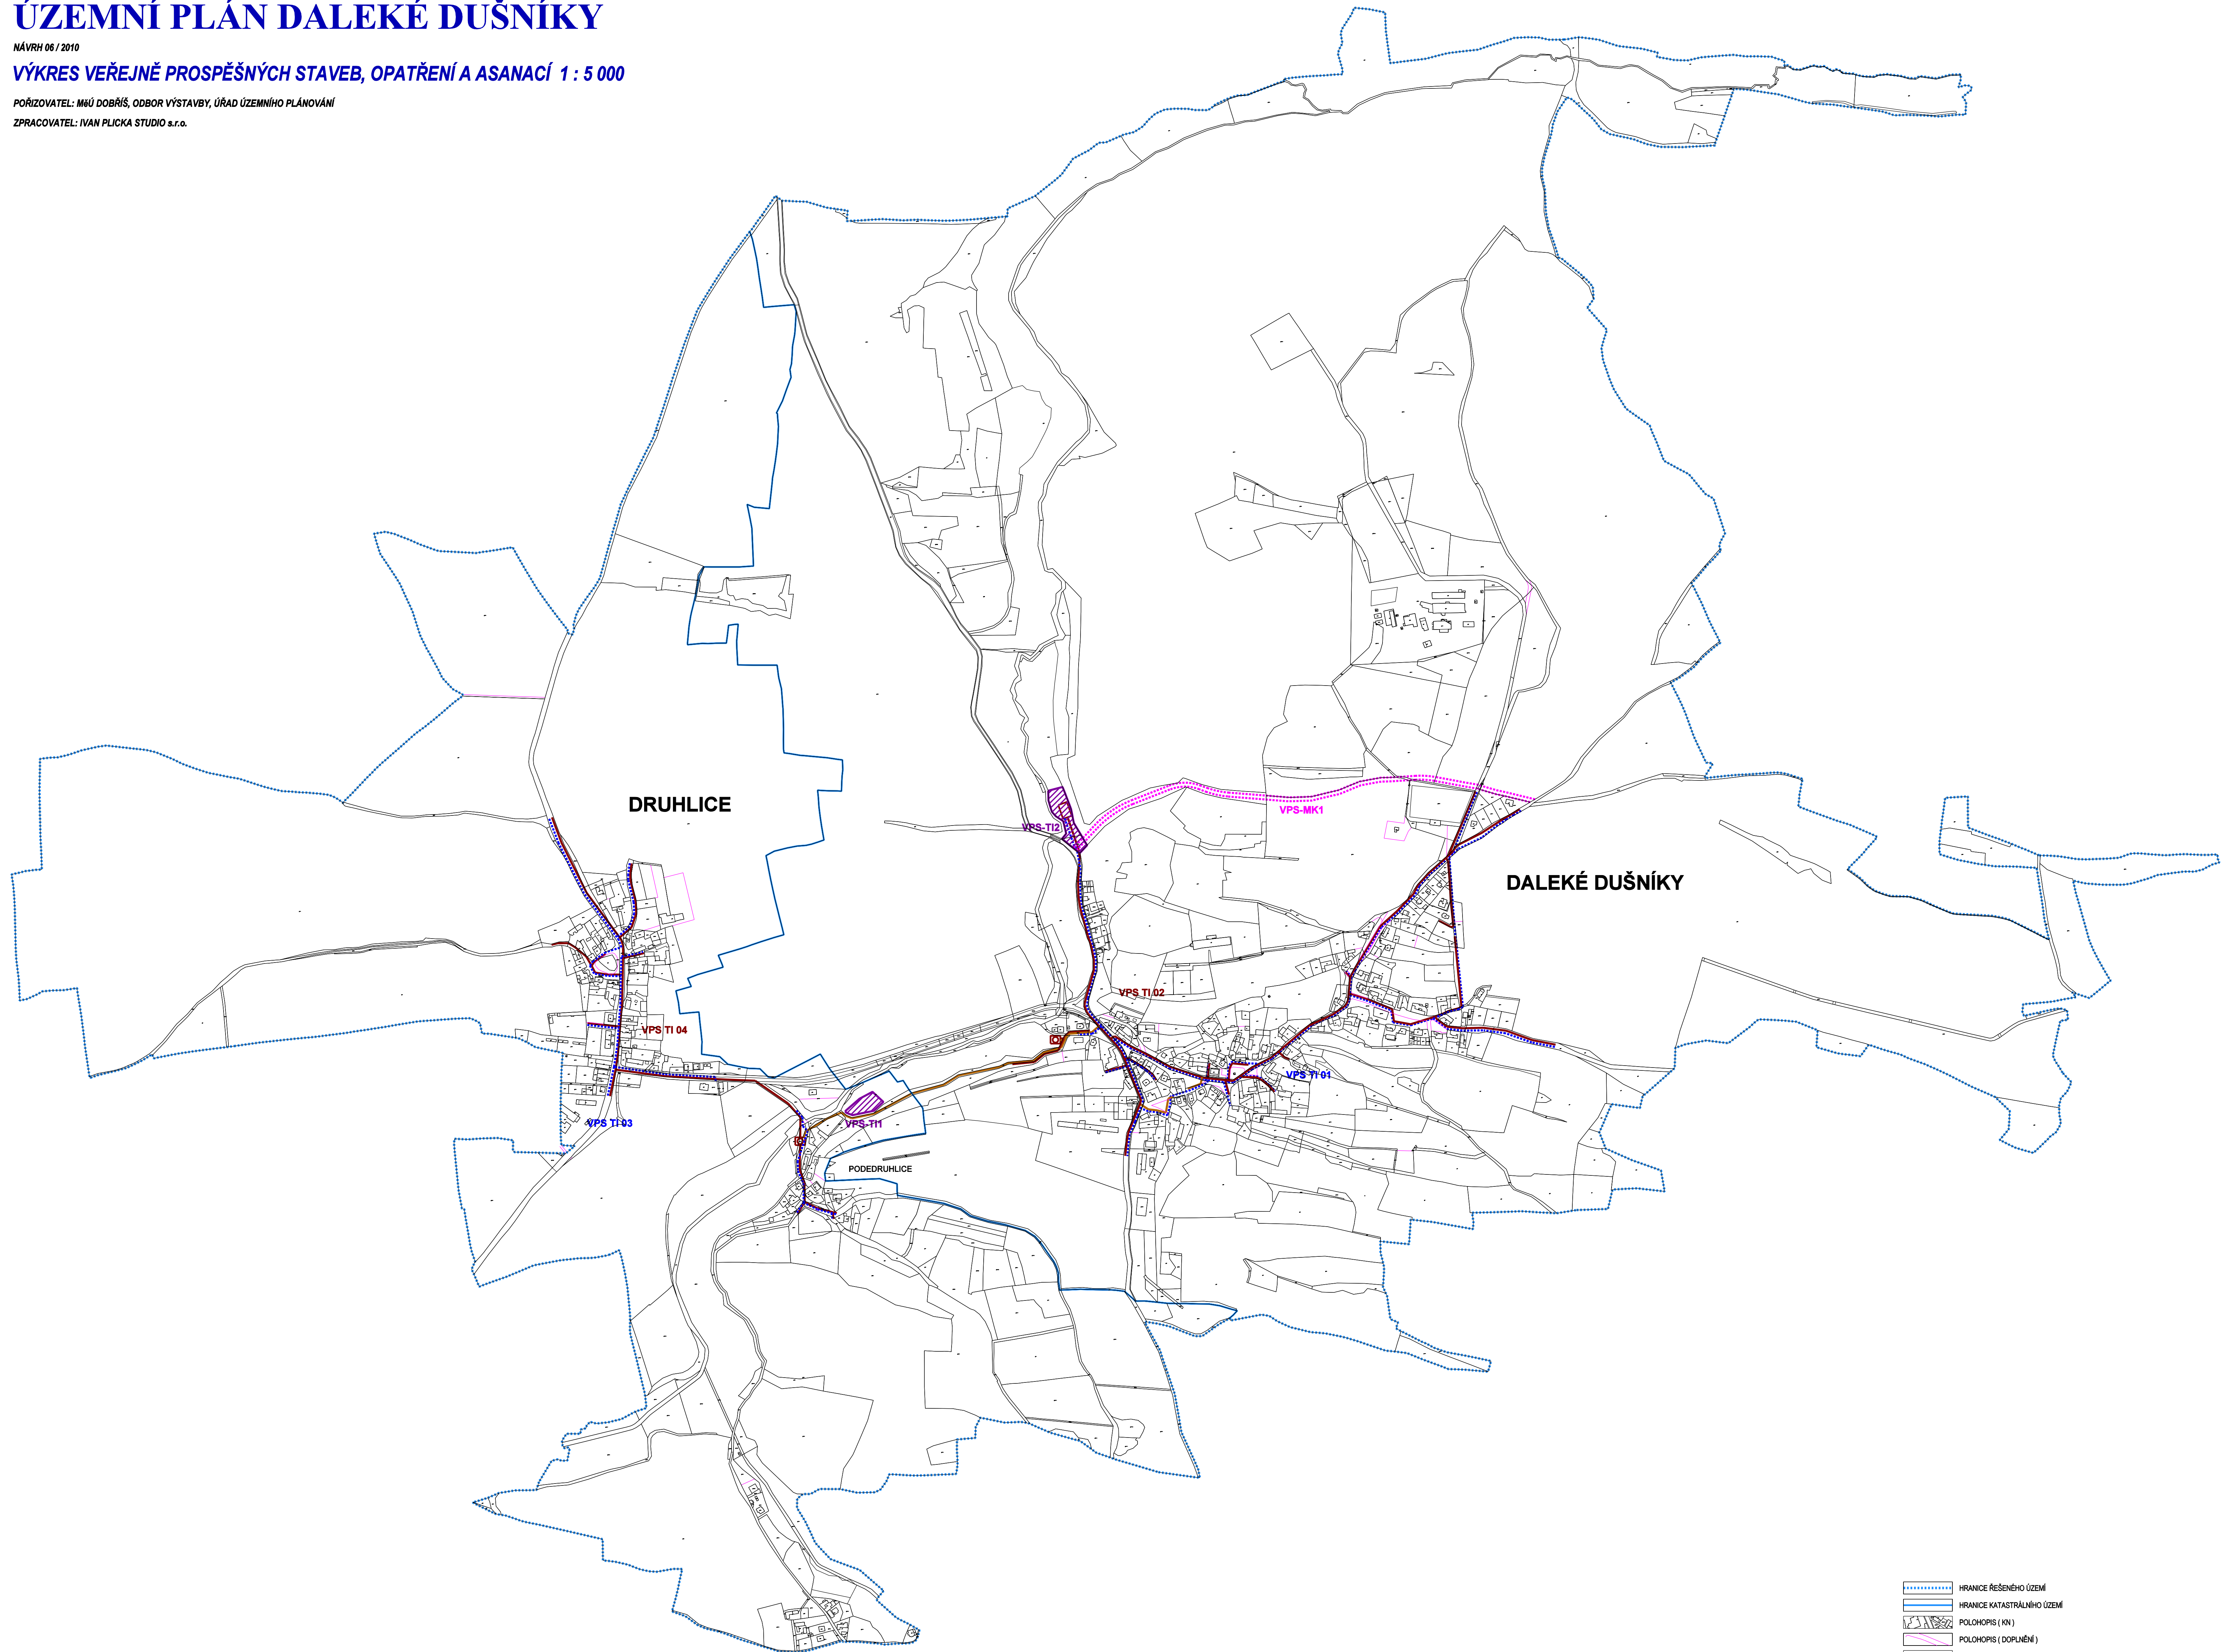 ÚZEMNÍ PLÁN DALEKÉ DUŠNÍKY
NÁVRH 06 / 2010
VÝKRES VEŘEJNĚ PROSPĚŠNÝCH STAVEB, OPATŘENÍ A ASANACÍ 1 : 5 000
POŘIZOVATEL: MěÚ DOBŘÍŠ, ODBOR VÝSTAVBY, ÚŘAD ÚZEMNÍHO PLÁNOVÁNÍ
ZPRACOVATEL: IVAN PLICKA STUDIO s.r.o.
DRUHLICE
VPS-MK1
VPS-TI2
DALEKÉ DUŠNÍKY
VPS TI 02
VPS TI 04
VPS TI 01
VPS TI 03
VPS-TI1
PODEDRUHLICE
HRANICE ŘEŠENÉHO ÚZEMÍ
HRANICE KATASTRÁLNÍHO ÚZEMÍ
POLOHOPIS ( KN )
POLOHOPIS ( DOPLNĚNÍ )